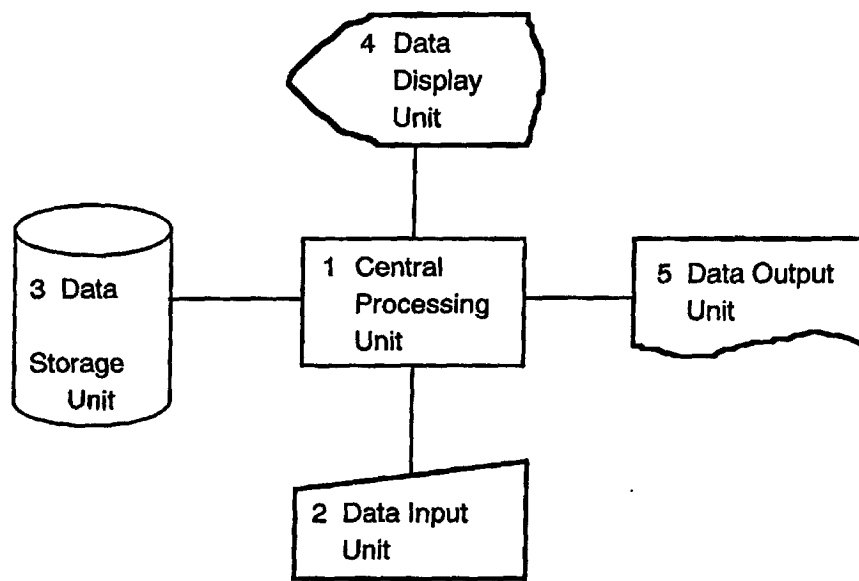 4 Data
Display
Unit
3 Data
Storage
Unit
1 Central
Processing
Unit
5 Data Output
Unit
2 Data Input
Unit